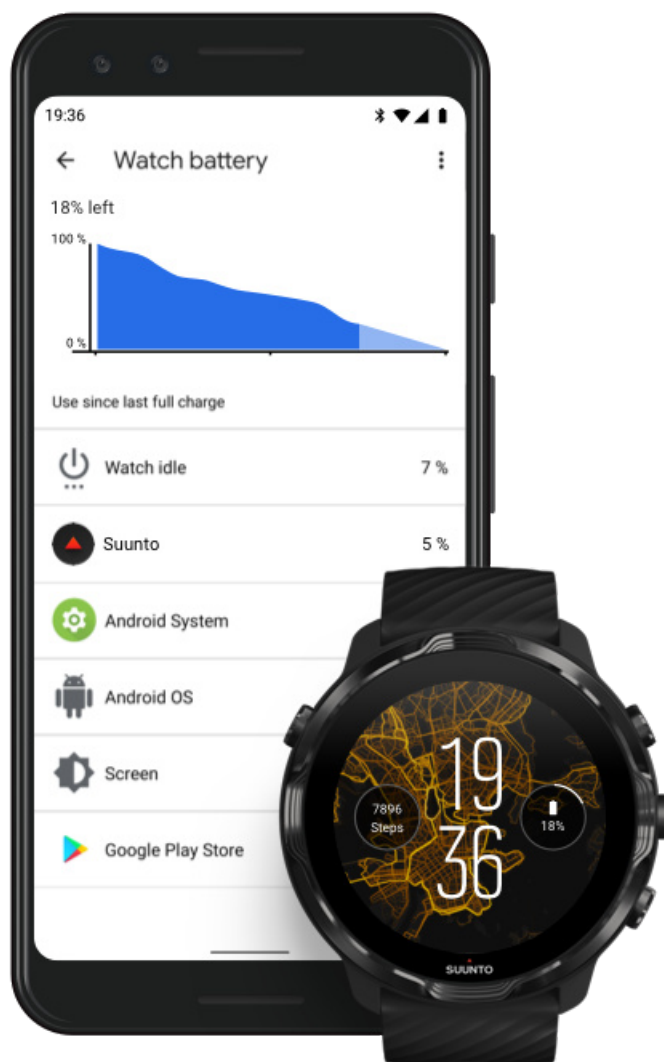 19:36
Watch battery
18% left
100 %
0 %
Use since last full charge
Watch idle 7 %
Suunto 5 %
Android System
Android OS
Screen
Google Play Store
19
36
7896
Steps
18%
SUUNTO